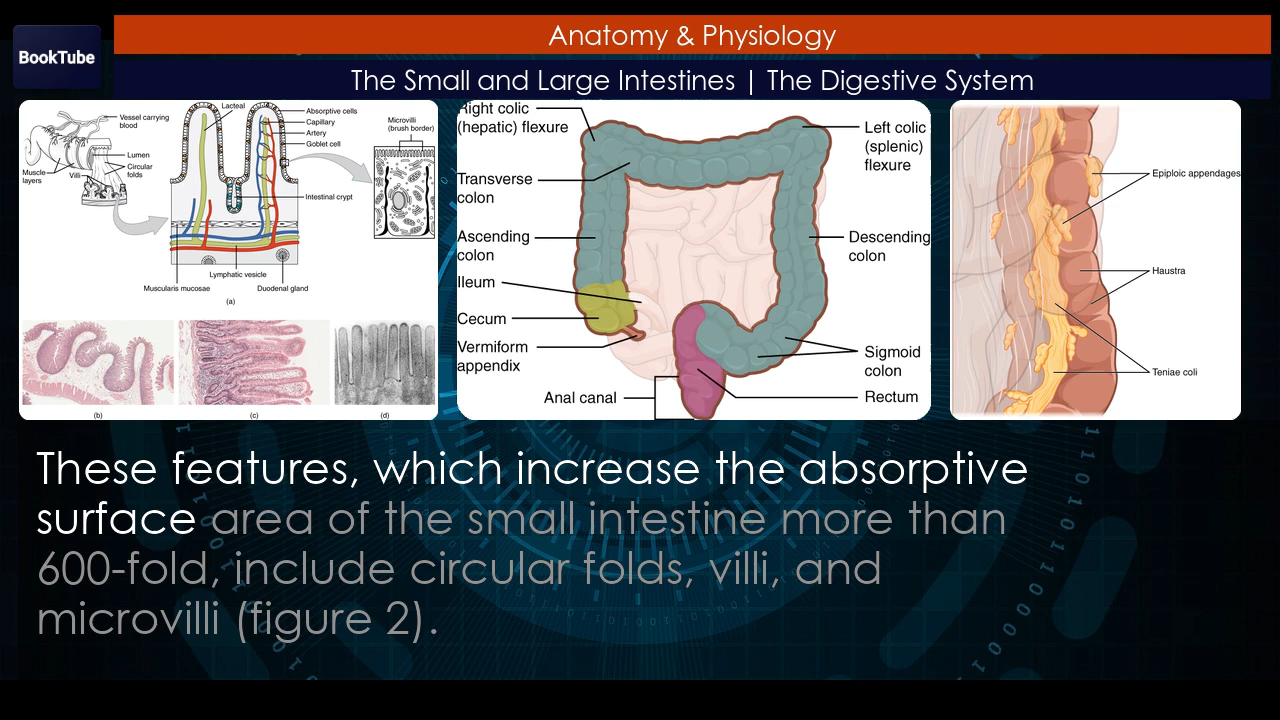 Anatomy & Physiology
BookTube
The Small and Large Intestines | The Digestive System
Lacteal
Vessel carrying
blood
Absorptive cells
Capillary
Artery
Goblet cell
Microvilli
(brush border)
Lumen
Circular
folds
Muscle
layers
Villi
Intestinal crypt
Lymphatic vesicle
Muscularis mucosae
Duodenal gland
(a)
(b)
(c)
(d)
Right colic
(hepatic) flexure
Transverse
colon
Ascending
colon
Ileum
Cecum
Vermiform
appendix
Anal canal
Left colic
(splenic)
flexure
Descending
colon
Sigmoid
colon
Rectum
Epiploic appendages
Haustra
Teniae coli
These features, which increase the absorptive
surface area of the small intestine more than
600-fold, include circular folds, villi, and
microvilli (figure 2).